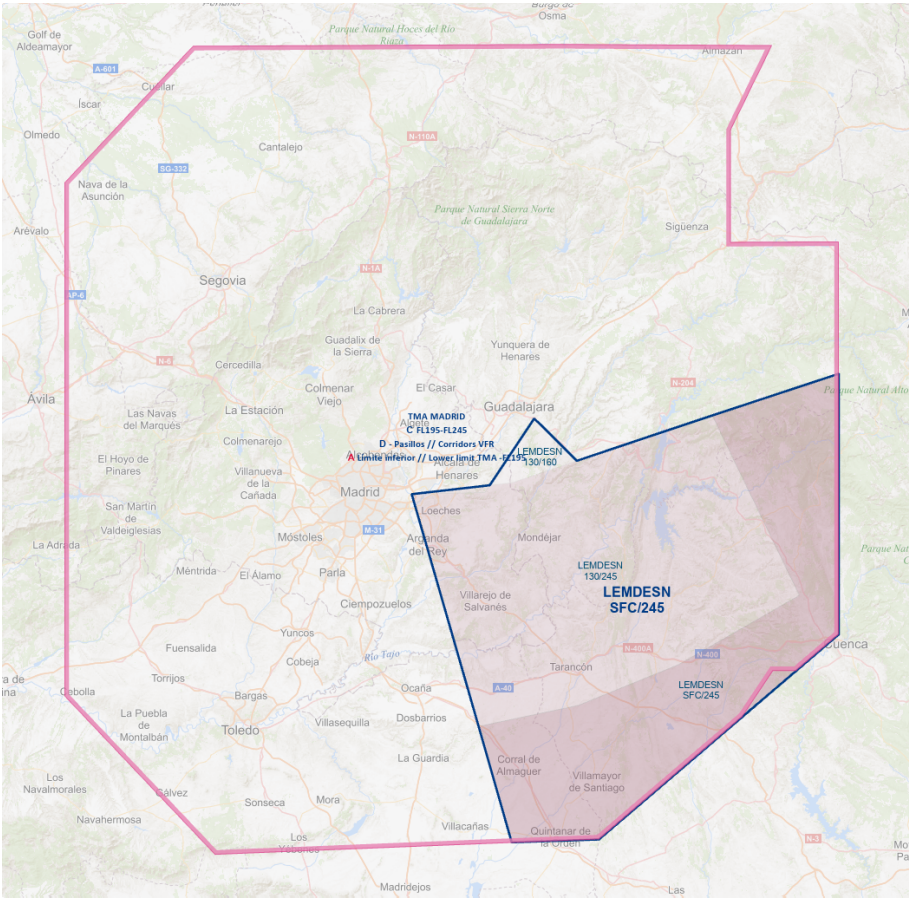 Burgo de
Osma
Golf de
Aldeamayor
Parque Natural Hoces del Río
Riaza
Almazán
A-601
Cuéllar
Íscar
Olmedo
N-110A
Cantalejo
SG-332
Nava de la
Asunción
Parque Natural Sierra Norte
de Guadalajara
Arévalo
Sigüenza
N-1A
Segovia
AP-6
La Cabrera
Guadalix de
la Sierra
Yunquera de
Henares
N-6
Cercedilla
N-204
Colmenar
Viejo
El Casar
Parque Natural Alto
Ávila
Guadalajara
Las Navas
del Marqués
La Estación
Algete
TMA MADRID
C FL195-FL245
D - Pasillos // Corridors VFR
A Limite inferior // Lower limit TMA -FL195
Colmenarejo
Alcobendas
LEMDESN
130/160
El Hoyo de
Pinares
Villanueva
de la
Cañada
Alcalá de
Henares
Madrid
San Martín
de
Valdeiglesias
Loeches
M-31
Móstoles
Arganda
del Rey
Mondéjar
La Adrada
Parque Nat
Méntrida
El Álamo
Parla
LEMDESN
130/245
LEMDESN
SFC/245
Ciempozuelos
Villarejo de
Salvanés
Yuncos
Fuensalida
Cobeja
Río Tajo
N-400A
N-400
Cuenca
Torrijos
Tarancón
Cebolla
Bargas
Ocaña
A-40
LEMDESN
SFC/245
La Puebla
de
Montalbán
Toledo
Villasequilla
Dosbarrios
La Guardia
Corral de
Almaguer
Los
Navalmorales
Gálvez
Villamayor
de Santiago
Sonseca
Mora
Navahermosa
Villacañas
Quintanar de
la Orden
Los
Yébenes
N-3
Madridejos
Las